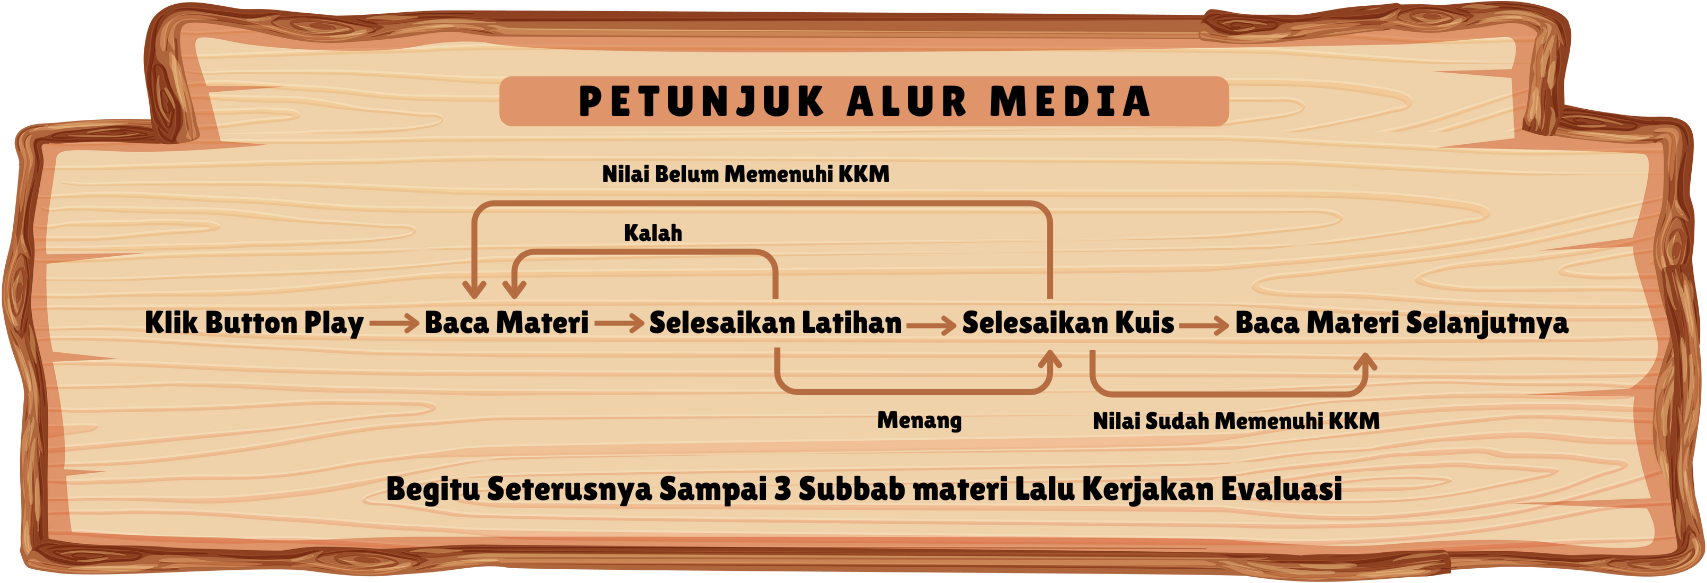 PETUNJUK ALUR MEDIA
Nilai Belum Memenuhi KKM
Kalah
Klik Button Play Baca Materi Selesaikan Latihan Selesaikan Kuis Baca Materi Selanjutnya
Menang Nilai Sudah Memenuhi KKM
Begitu Seterusnya Sampai 3 Subbab materi Lalu Kerjakan Evaluasi